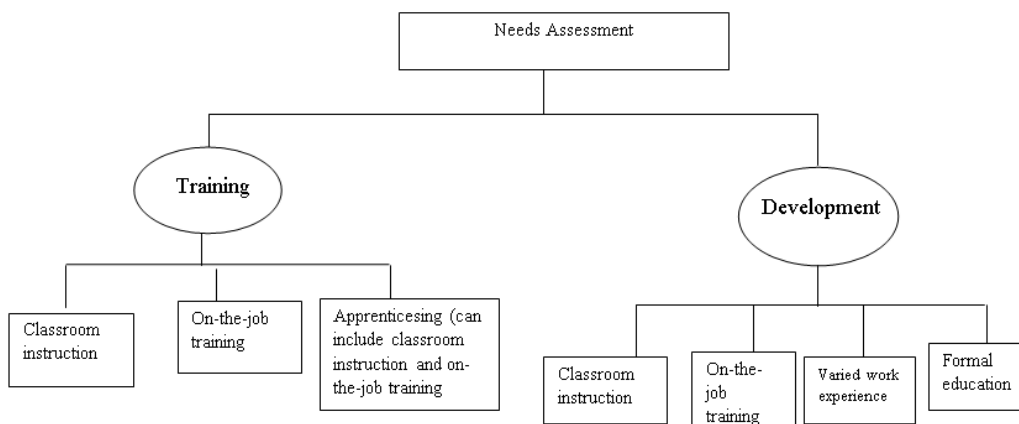 Needs Assessment
Training
Development
Classroom
instruction
On-the-job
training
Apprenticesing (can
include classroom
instruction and on-
the-job training
Classroom
instruction
On-the-
job
training
Varied work
experience
Formal
education